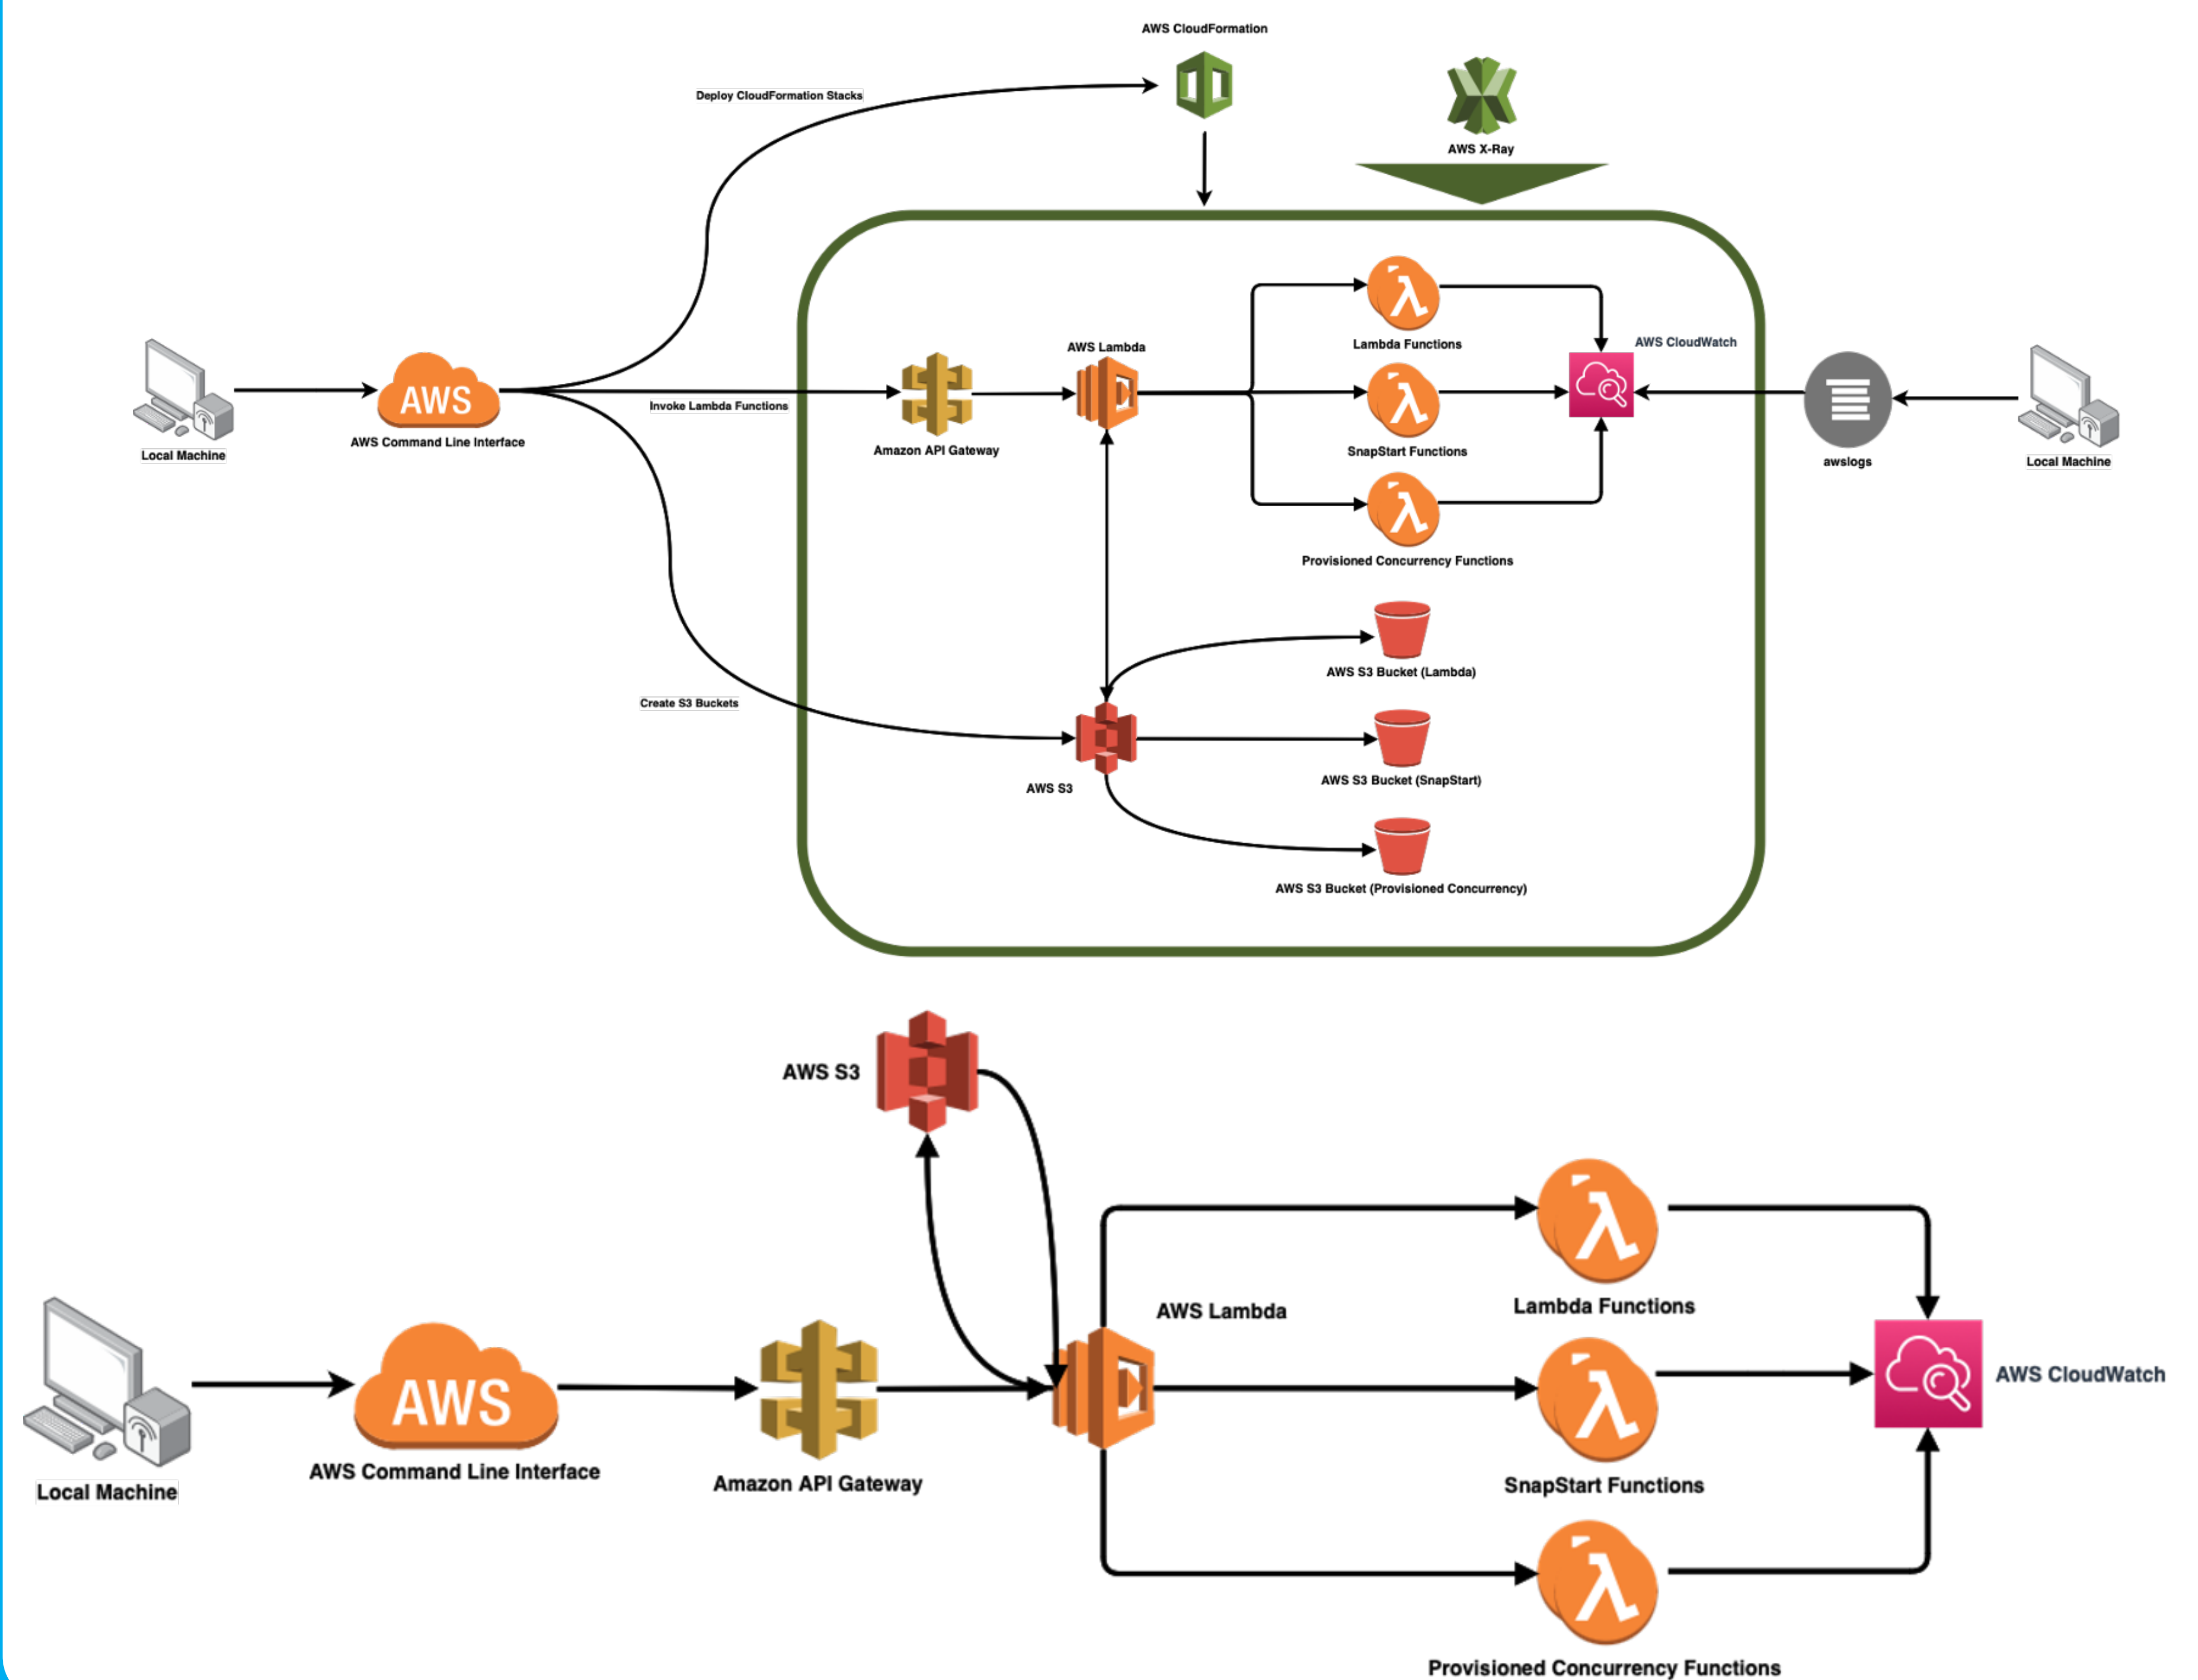 AWS CloudFormation
Deploy CloudFormation Stacks
AWS X-Ray
AWS Lambda
Lambda Functions
AWS CloudWatch
AWS
Invoke Lambda Functions
AWS Command Line Interface
Local Machine
Amazon API Gateway
SnapStart Functions
awslogs
Local Machine
Provisioned Concurrency Functions
AWS S3 Bucket (Lambda)
Create S3 Buckets
AWS S3 Bucket (SnapStart)
AWS S3
AWS S3 Bucket (Provisioned Concurrency)
AWS S3
AWS Lambda
Lambda Functions
AWS CloudWatch
AWS
AWS Command Line Interface
Local Machine
Amazon API Gateway
SnapStart Functions
Provisioned Concurrency Functions